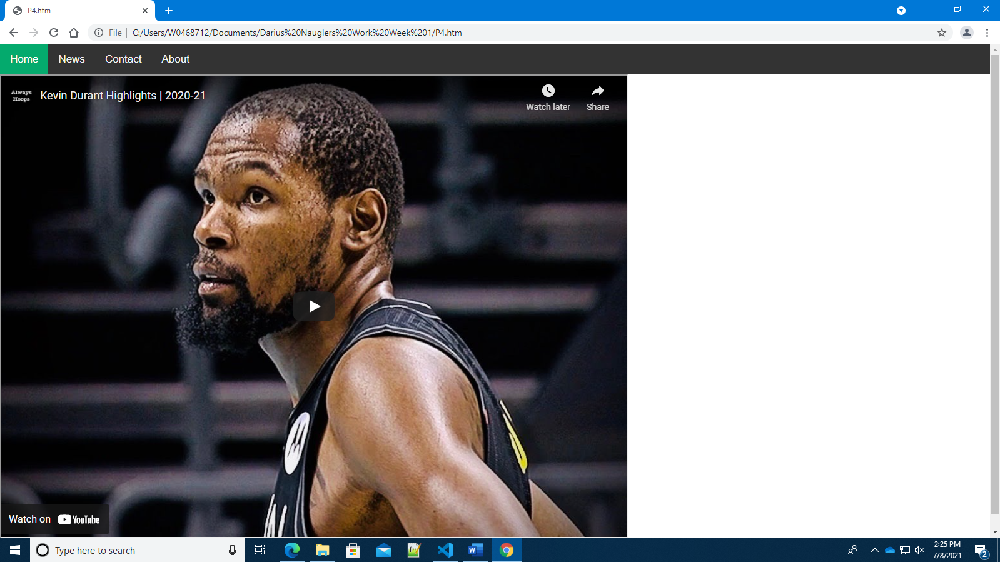 P4.htm
File
C:/Users/W0468712/Documents/Darius%20Nauglers%20Work%20Week%201/P4.htm
Home News Contact About
Always Hoops
Kevin Durant Highlights | 2020-21
Watch later
Share
Watch on YouTube
Type here to search
2:25 PM
7/8/2021
2